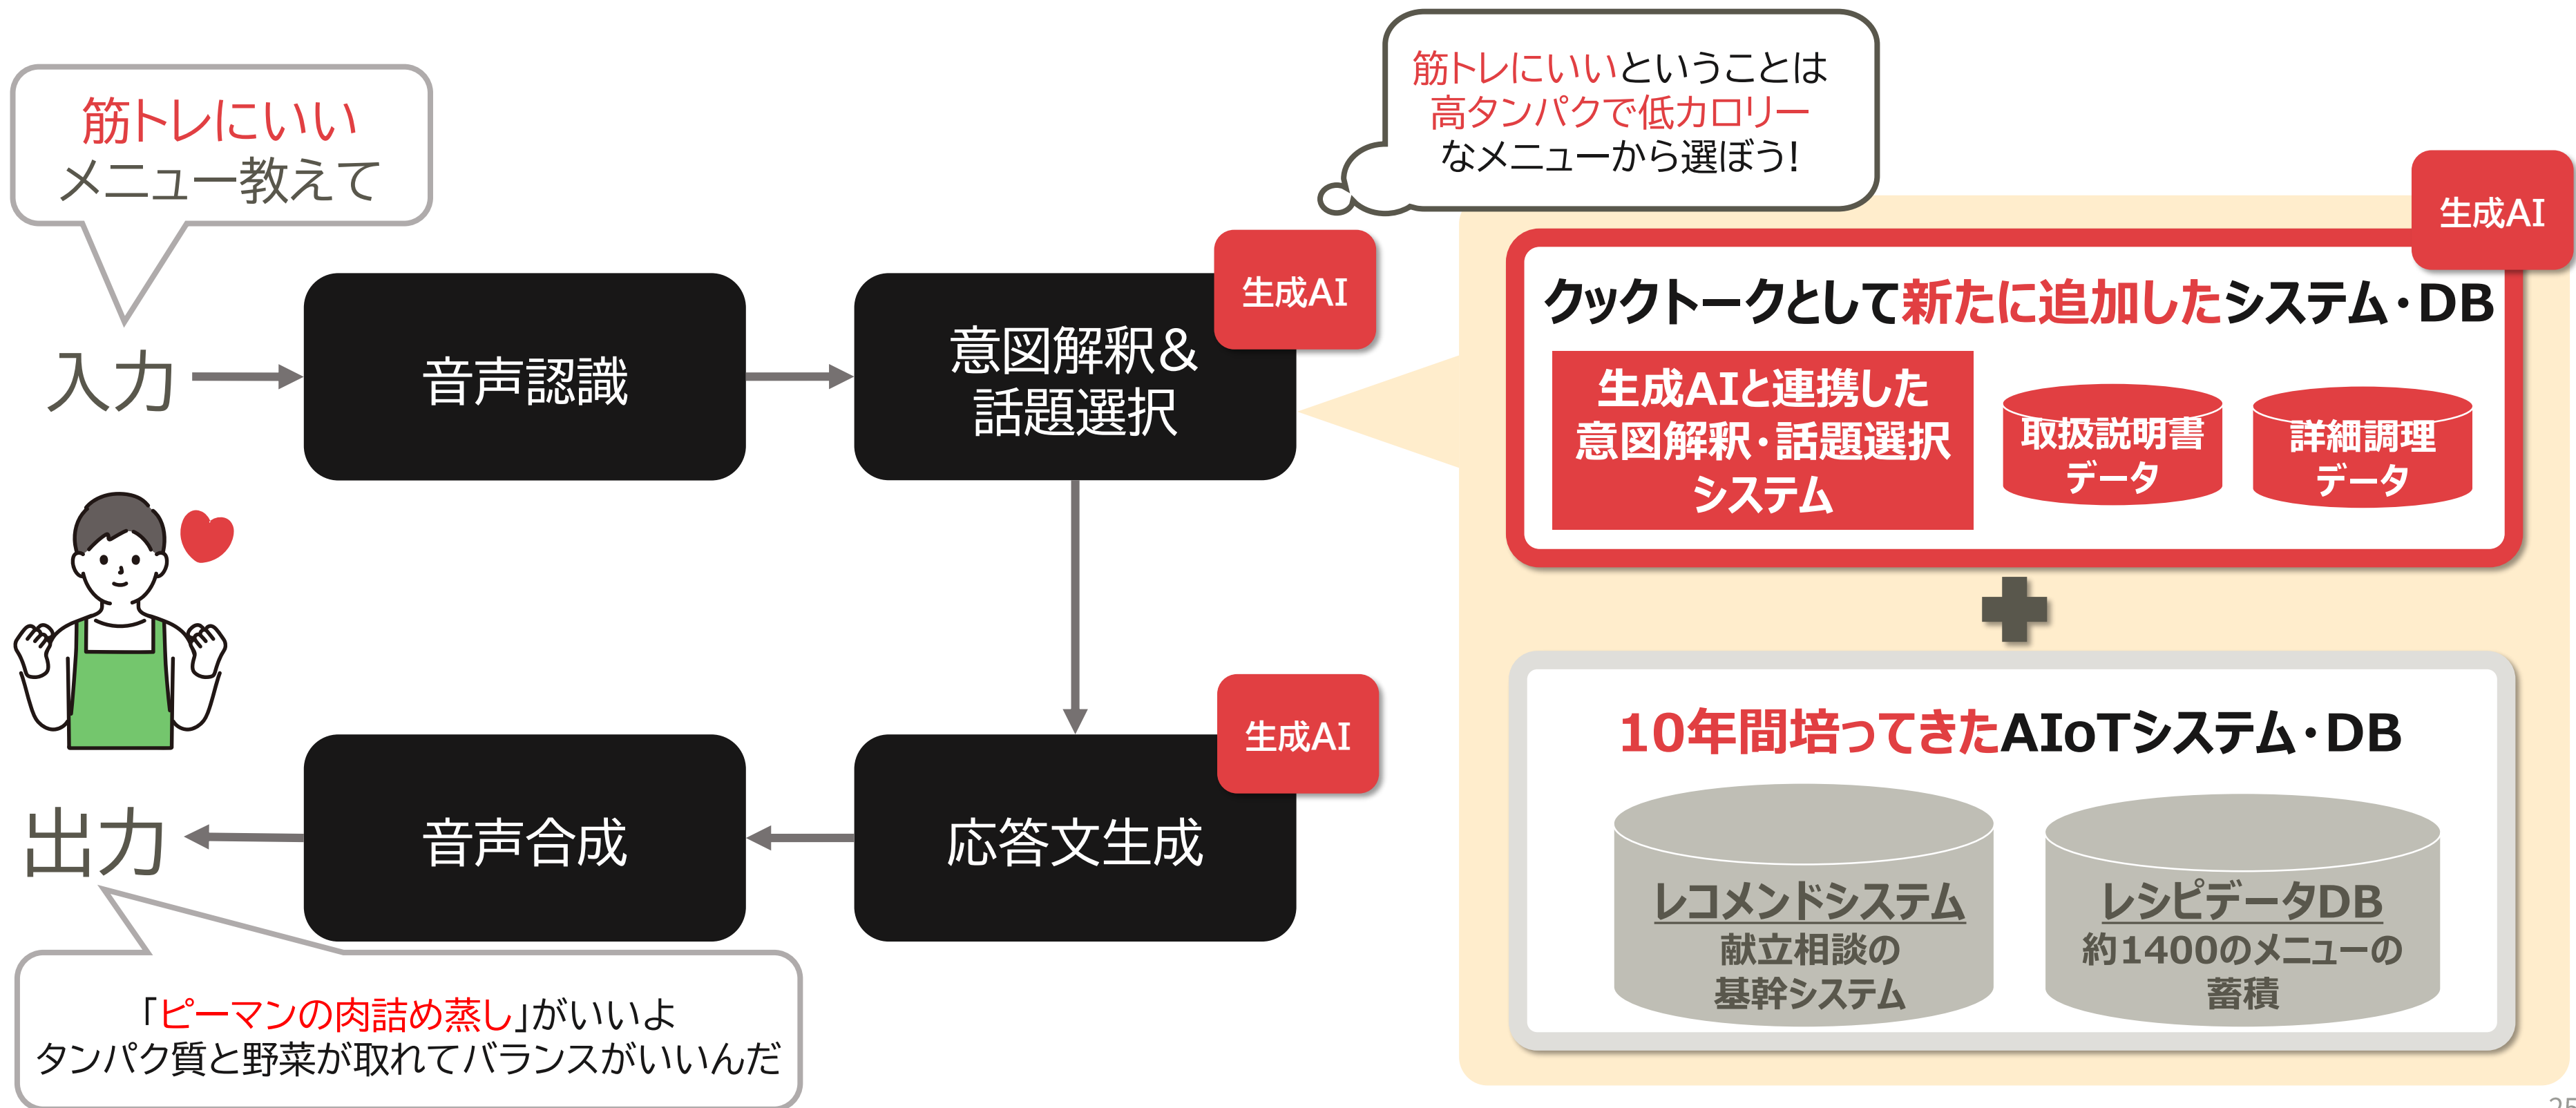 筋トレにいい
メニュー教えて
筋トレにいいということは
高タンパクで低カロリー
なメニューから選ぼう!
入力
音声認識
意図解釈&
話題選択
生成AI
生成AI
クックトークとして新たに追加したシステム・DB
生成AIと連携した
意図解釈・話題選択
システム
取扱説明書
データ
詳細調理
データ
10年間培ってきたAIoTシステム・DB
レコメンドシステム
献立相談の
基幹システム
レシピデータDB
約1400のメニューの
蓄積
生成AI
応答文生成
音声合成
出力
「ピーマンの肉詰め蒸し」がいいよ
タンパク質と野菜が取れてバランスがいいんだ